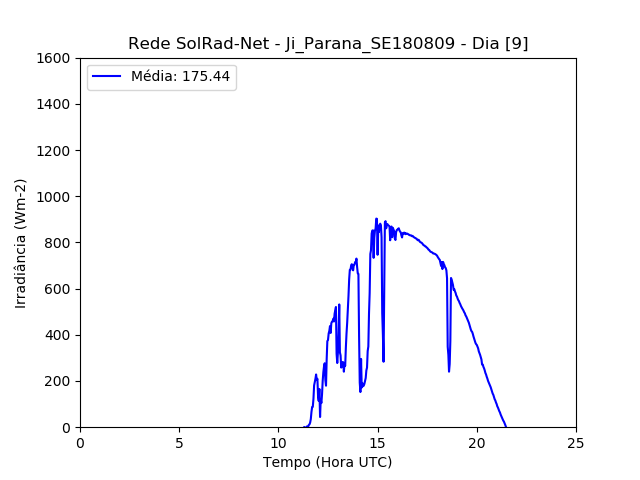 Rede SolRad-Net - Ji_Parana_SE180809 - Dia [9]
Média: 175.44
Irradiância (Wm-2)
1600
1400
1200
1000
800
600
400
200
0
0 5 10 15 20 25
Tempo (Hora UTC)